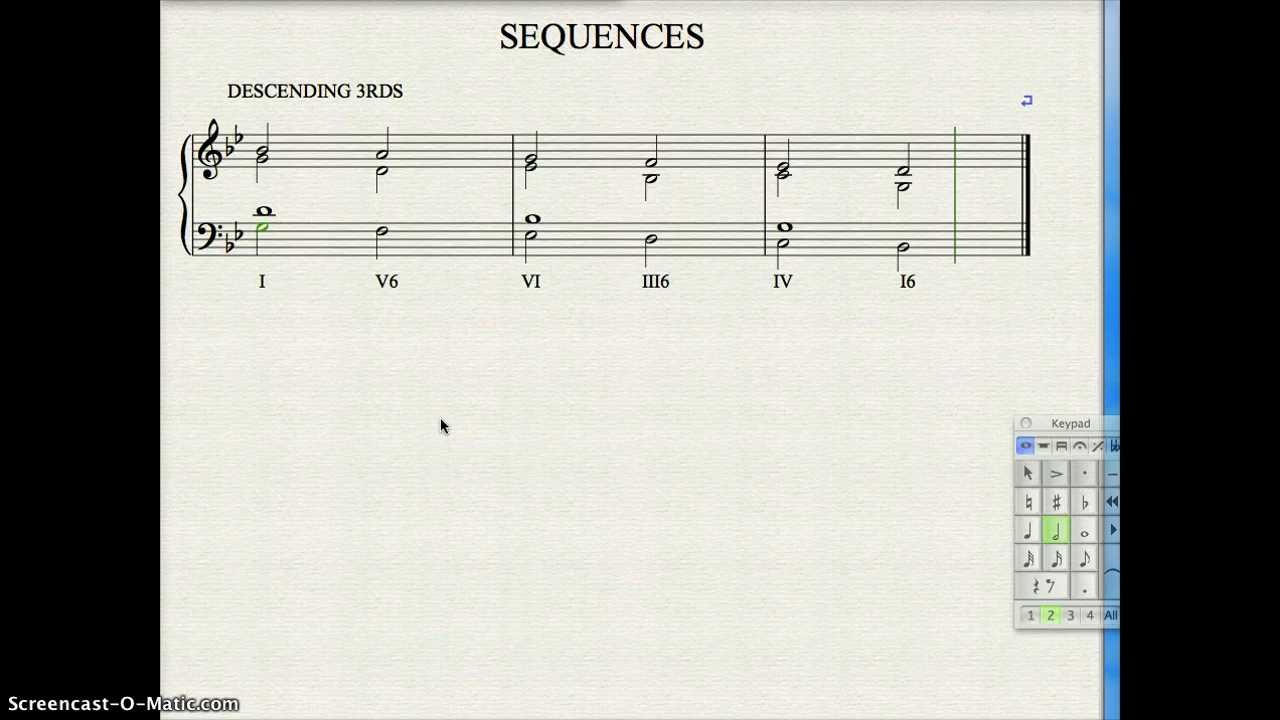 SEQUENCES
DESCENDING 3RDS
I V6 VI III6 IV I6
Keypad
1 2 3 4 All
Screencast-O-Matic.com